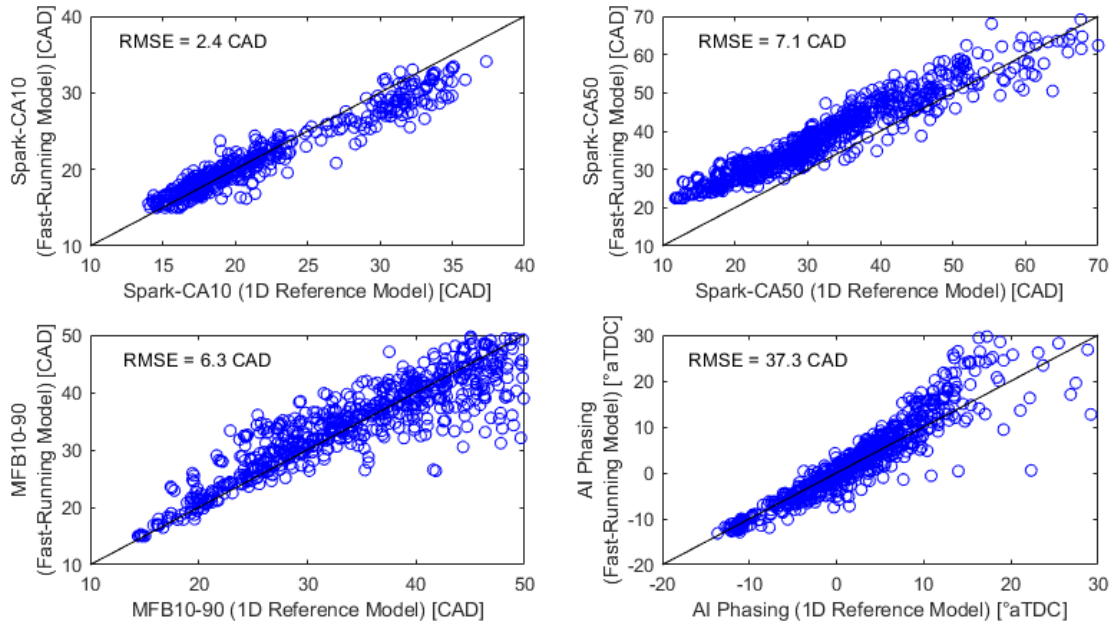 RMSE = 2.4 CAD
Spark-CA10
(Fast-Running Model) [CAD]
40
30
20
10
10 15 20 25 30 35 40
Spark-CA10 (1D Reference Model) [CAD]
RMSE = 7.1 CAD
Spark-CA50
(Fast-Running Model) [CAD]
70
60
50
40
30
20
10
10 20 30 40 50 60 70
Spark-CA50 (1D Reference Model) [CAD]
RMSE = 6.3 CAD
MFB10-90
(Fast-Running Model) [CAD]
50
40
30
20
10
10 20 30 40 50
MFB10-90 (1D Reference Model) [CAD]
RMSE = 37.3 CAD
AI Phasing
(Fast-Running Model) [°aTDC]
30
20
10
0
-10
-20
-20 -10 0 10 20 30
AI Phasing (1D Reference Model) [°aTDC]